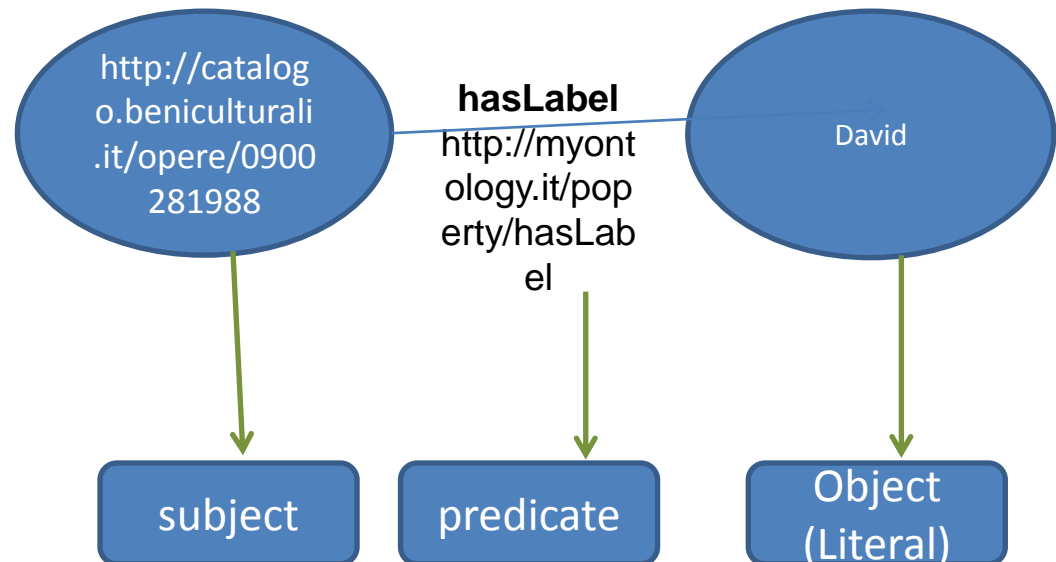 http://catalog
o.beniculturali
.it/opere/0900
281988
hasLabel
http://myont
ology.it/pop
erty/hasLab
el
David
subject
predicate
Object
(Literal)